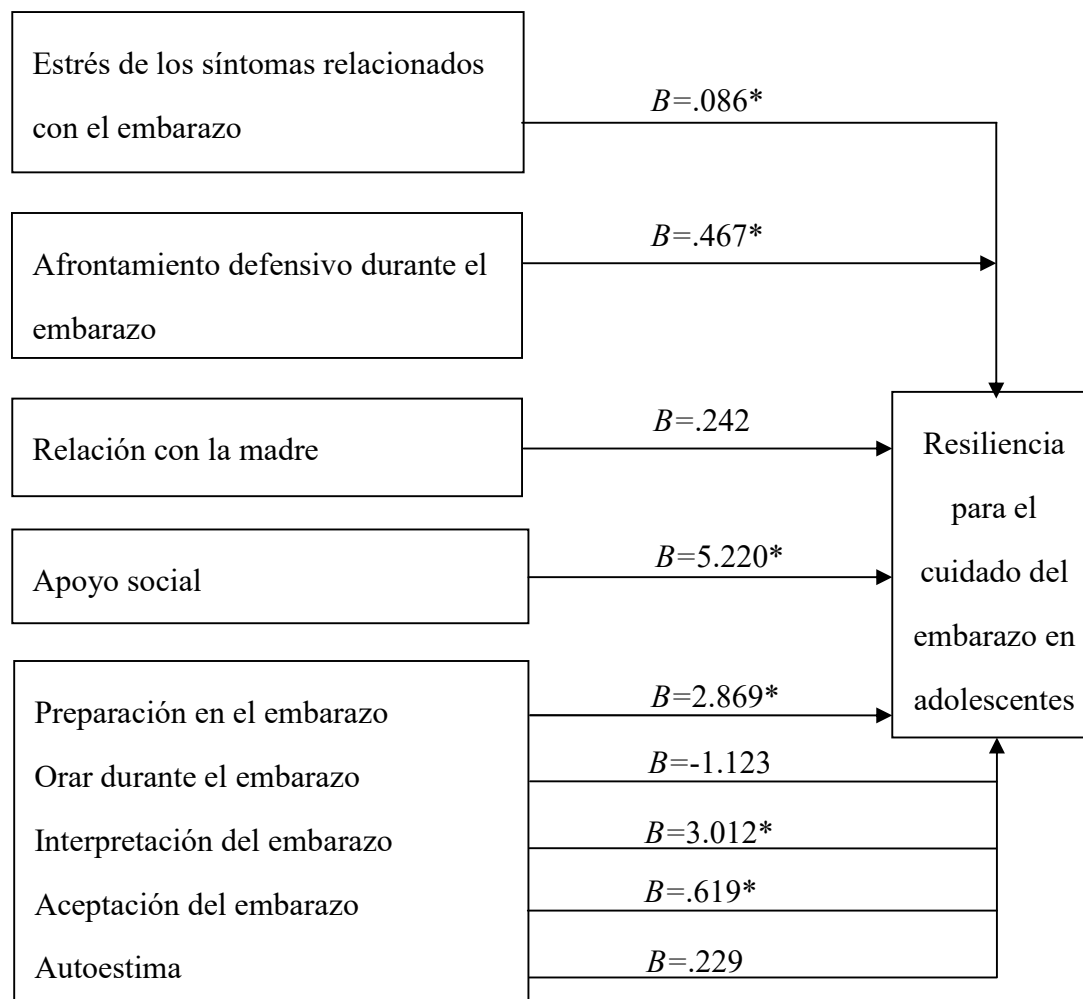 Estrés de los síntomas relacionados
con el embarazo
B=.086*
Afrontamiento defensivo durante el
embarazo
B=.467*
Relación con la madre
B=.242
Apoyo social
B=5.220*
Preparación en el embarazo
B=2.869*
Orar durante el embarazo
B=-1.123
Interpretación del embarazo
B=3.012*
Aceptación del embarazo
B=.619*
Autoestima
B=.229
Resiliencia
para el
cuidado del
embarazo en
adolescentes